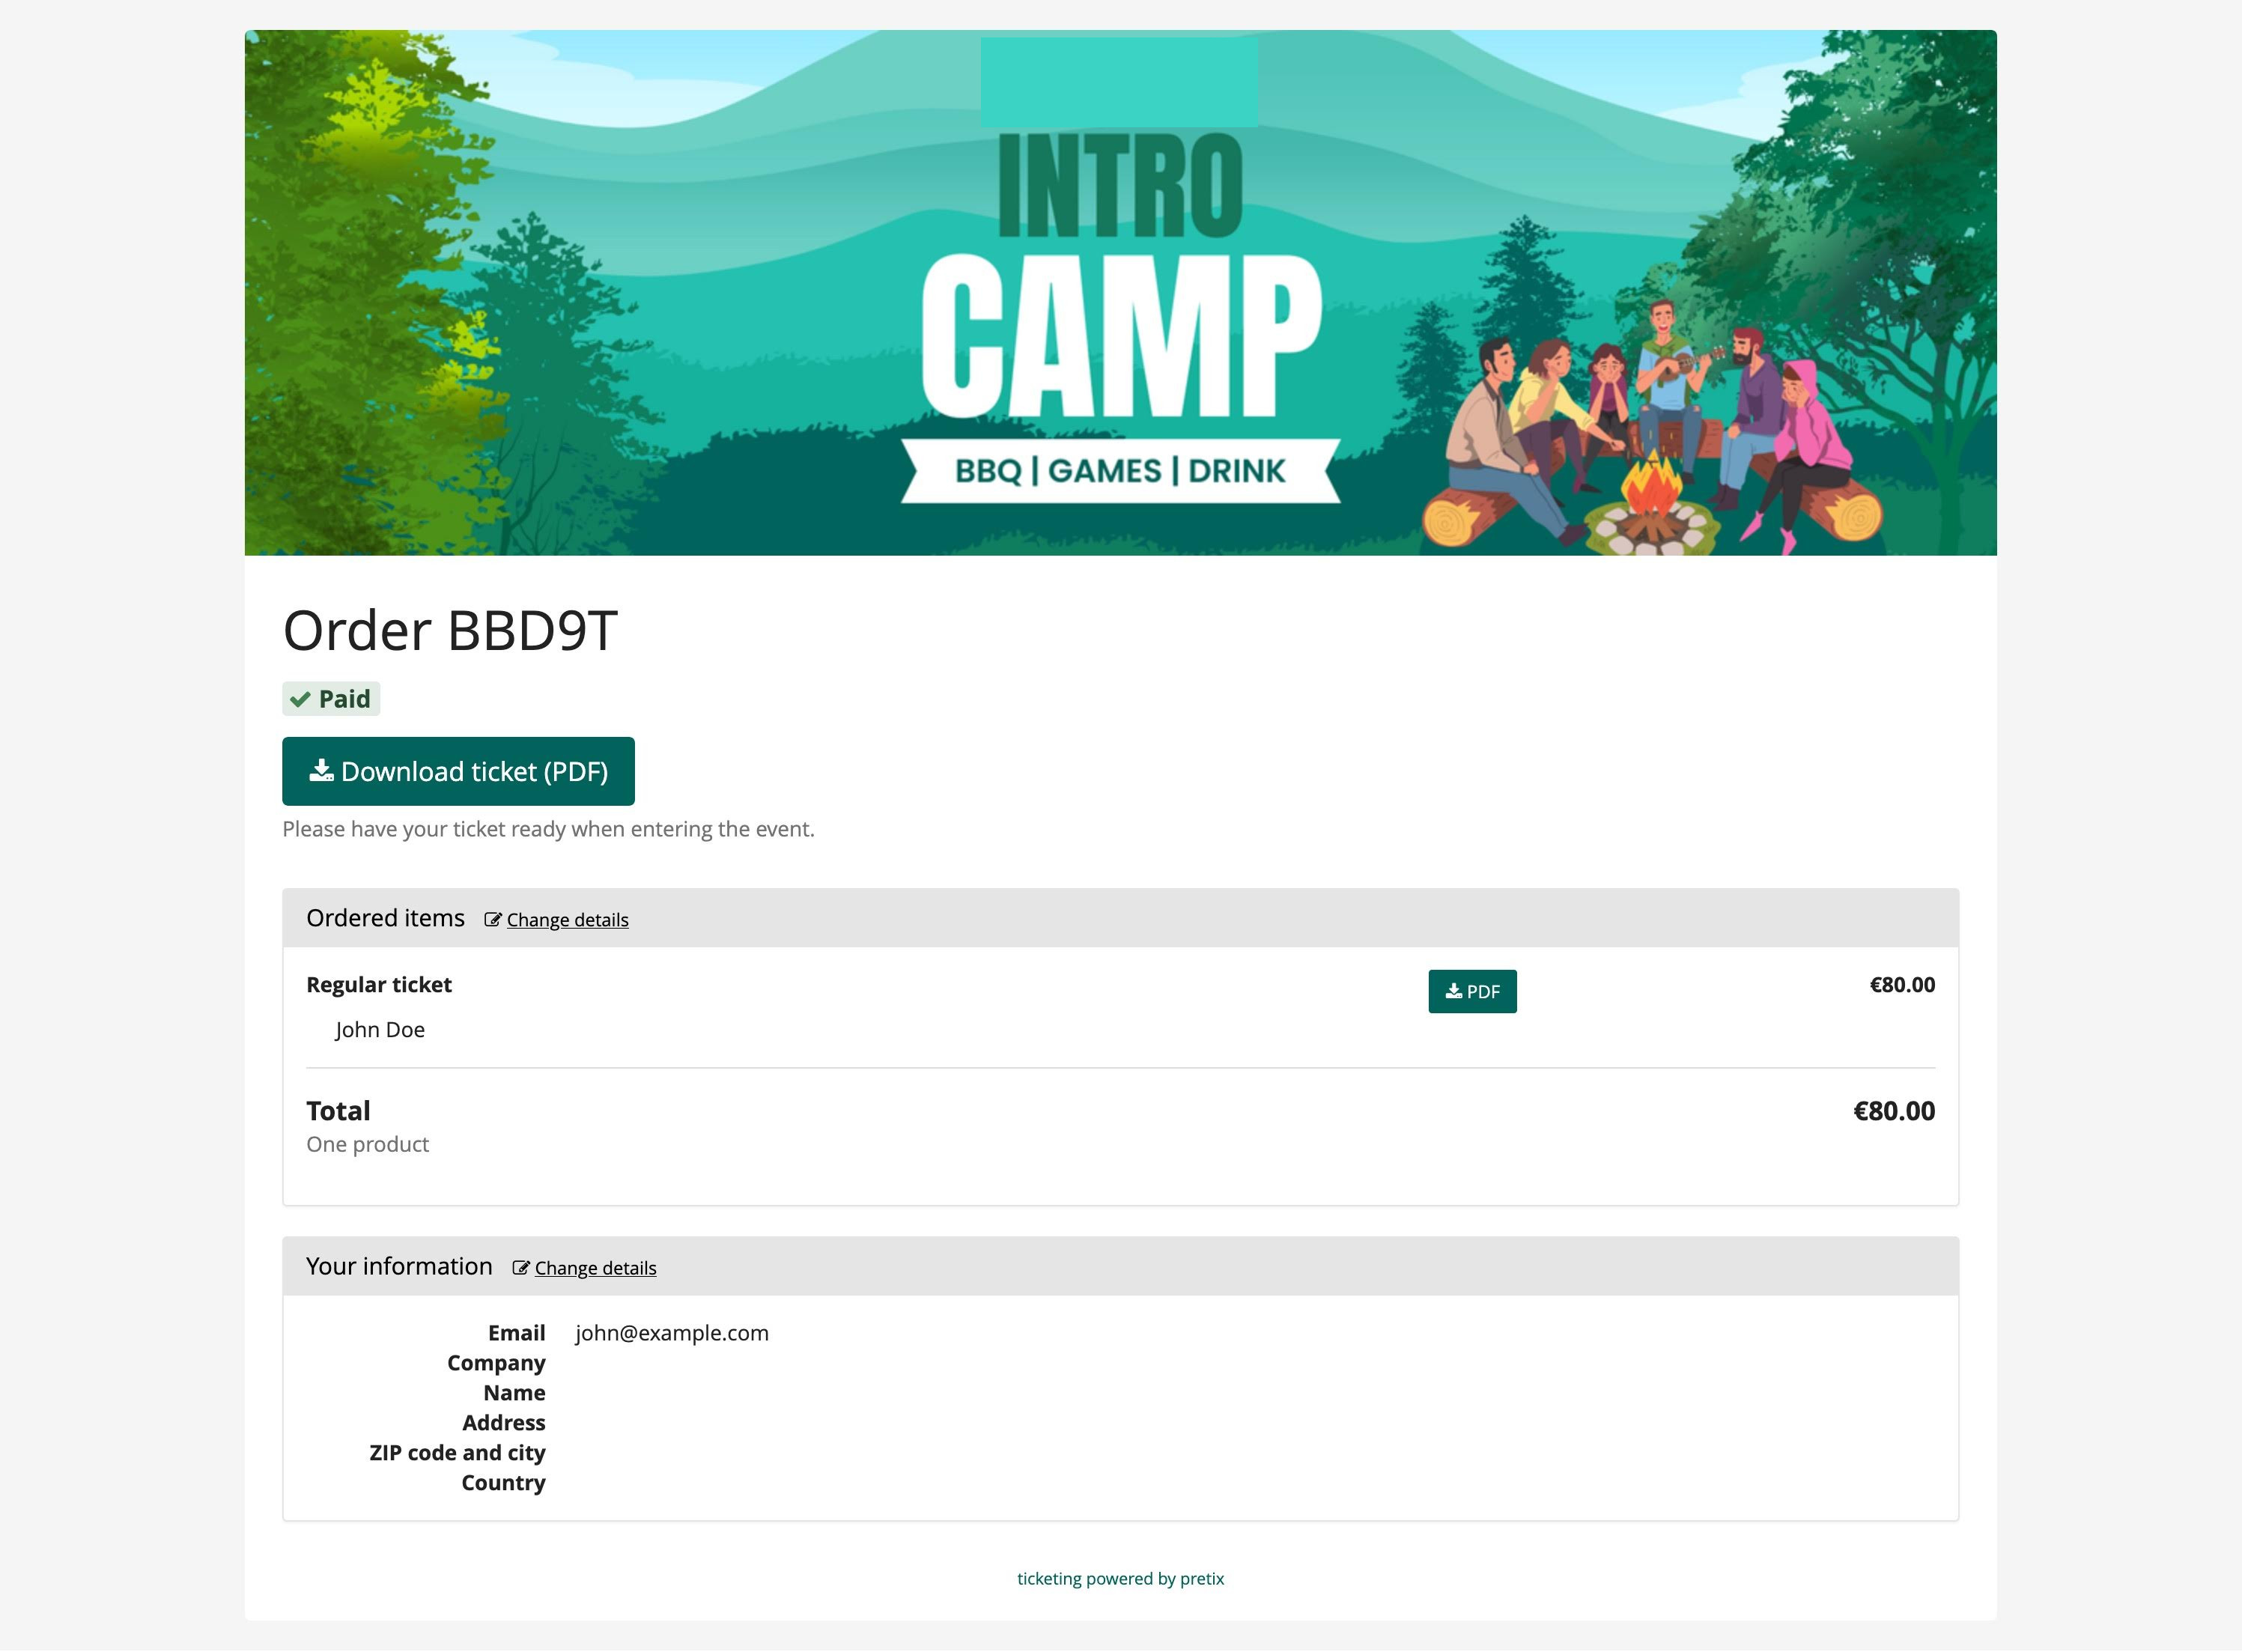 INTRO
CAMP
BBQ | GAMES | DRINK
Order BBD9T
Paid
Download ticket (PDF)
Please have your ticket ready when entering the event.
Ordered items Change details
Regular ticket PDF €80.00
John Doe
Total €80.00
One product
Your information Change details
Email john@example.com
Company
Name
Address
ZIP code and city
Country
ticketing powered by pretix